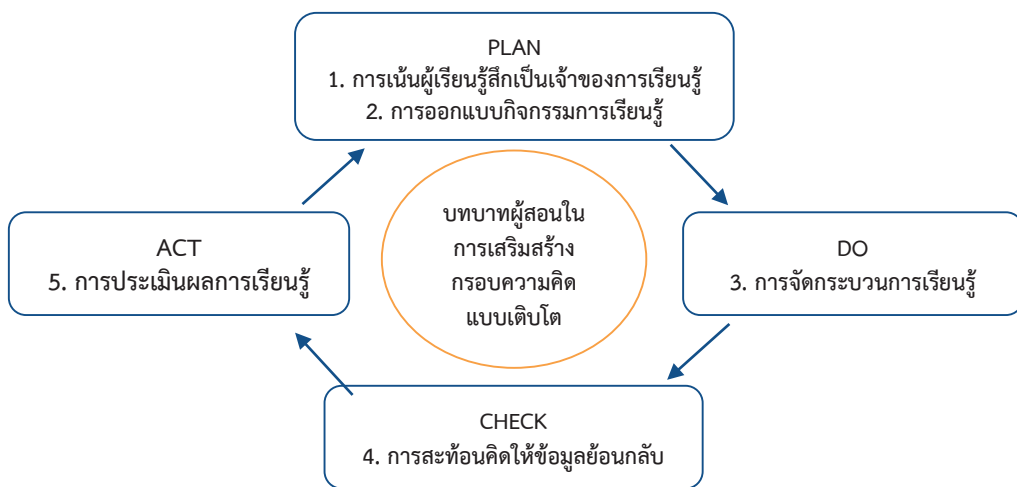 PLAN
1. การเน้นผู้เรียนรู้สึกเป็นเจ้าของการเรียนรู้
2. การออกแบบกิจกรรมการเรียนรู้
บทบาทผู้สอนใน
การเสริมสร้าง
กรอบความคิด
แบบเติบโต
ACT
5. การประเมินผลการเรียนรู้
DO
3. การจัดกระบวนการเรียนรู้
CHECK
4. การสะท้อนคิดให้ข้อมูลย้อนกลับ